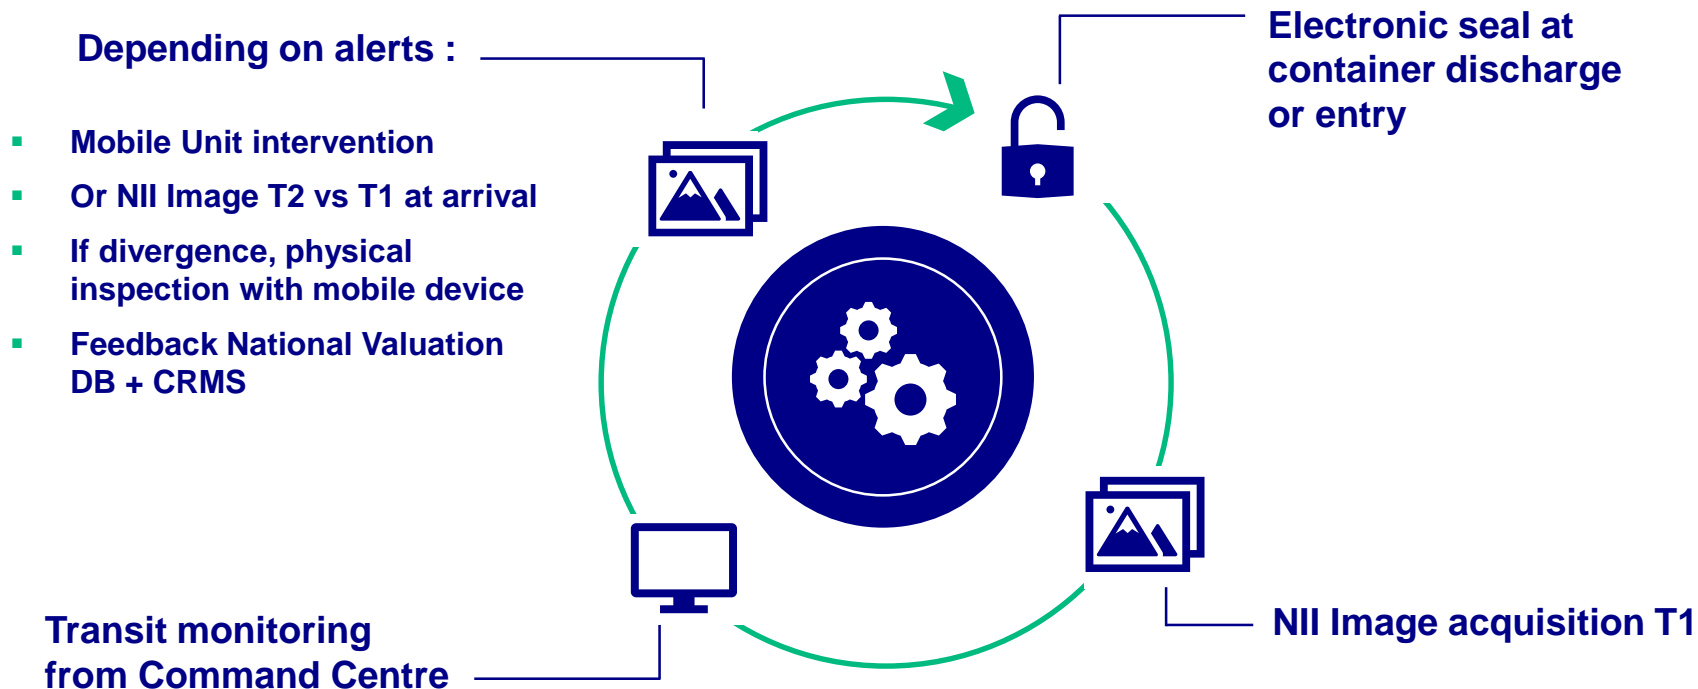 Depending on alerts :
▪ Mobile Unit intervention
▪ Or NII Image T2 vs T1 at arrival
▪ If divergence, physical
inspection with mobile device
▪ Feedback National Valuation
DB + CRMS
Electronic seal at
container discharge
or entry
NII Image acquisition T1
Transit monitoring
from Command Centre